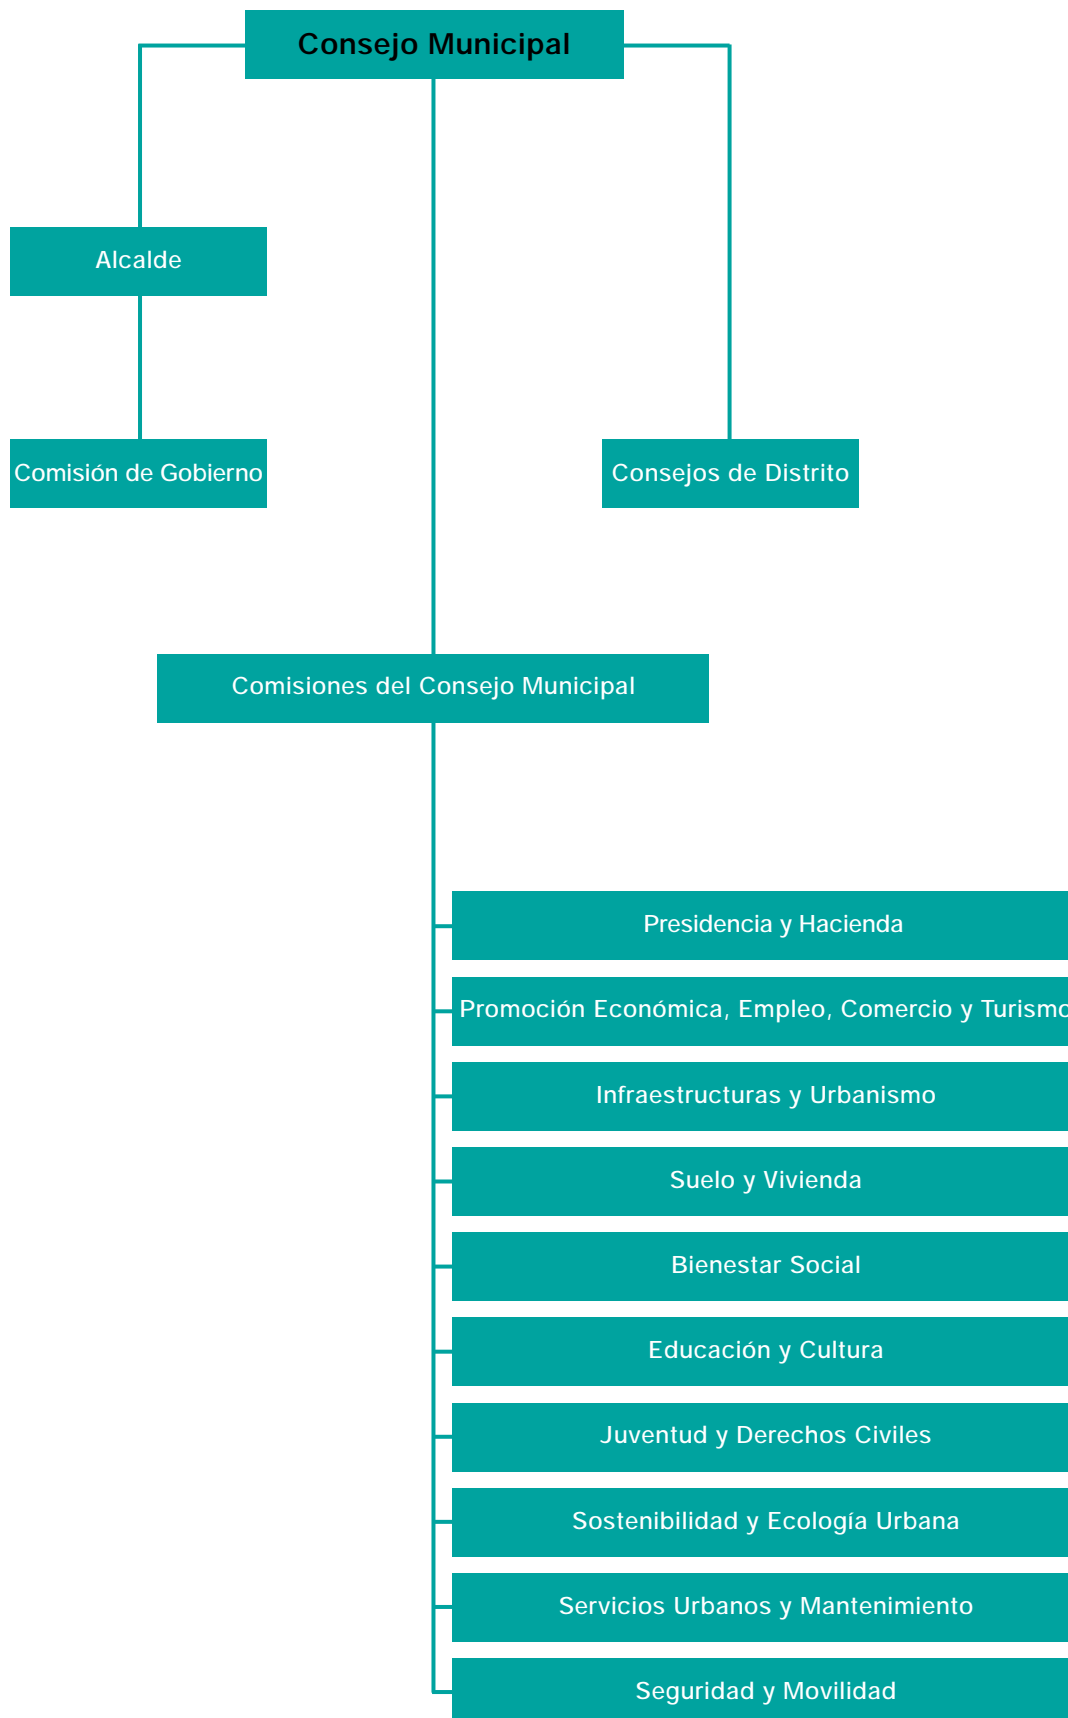 Consejo Municipal
Alcalde
Comisión de Gobierno
Consejos de Distrito
Comisiones del Consejo Municipal
Presidencia y Hacienda
Promoción Económica, Empleo, Comercio y Turismo
Infraestructuras y Urbanismo
Suelo y Vivienda
Bienestar Social
Educación y Cultura
Juventud y Derechos Civiles
Sostenibilidad y Ecología Urbana
Servicios Urbanos y Mantenimiento
Seguridad y Movilidad